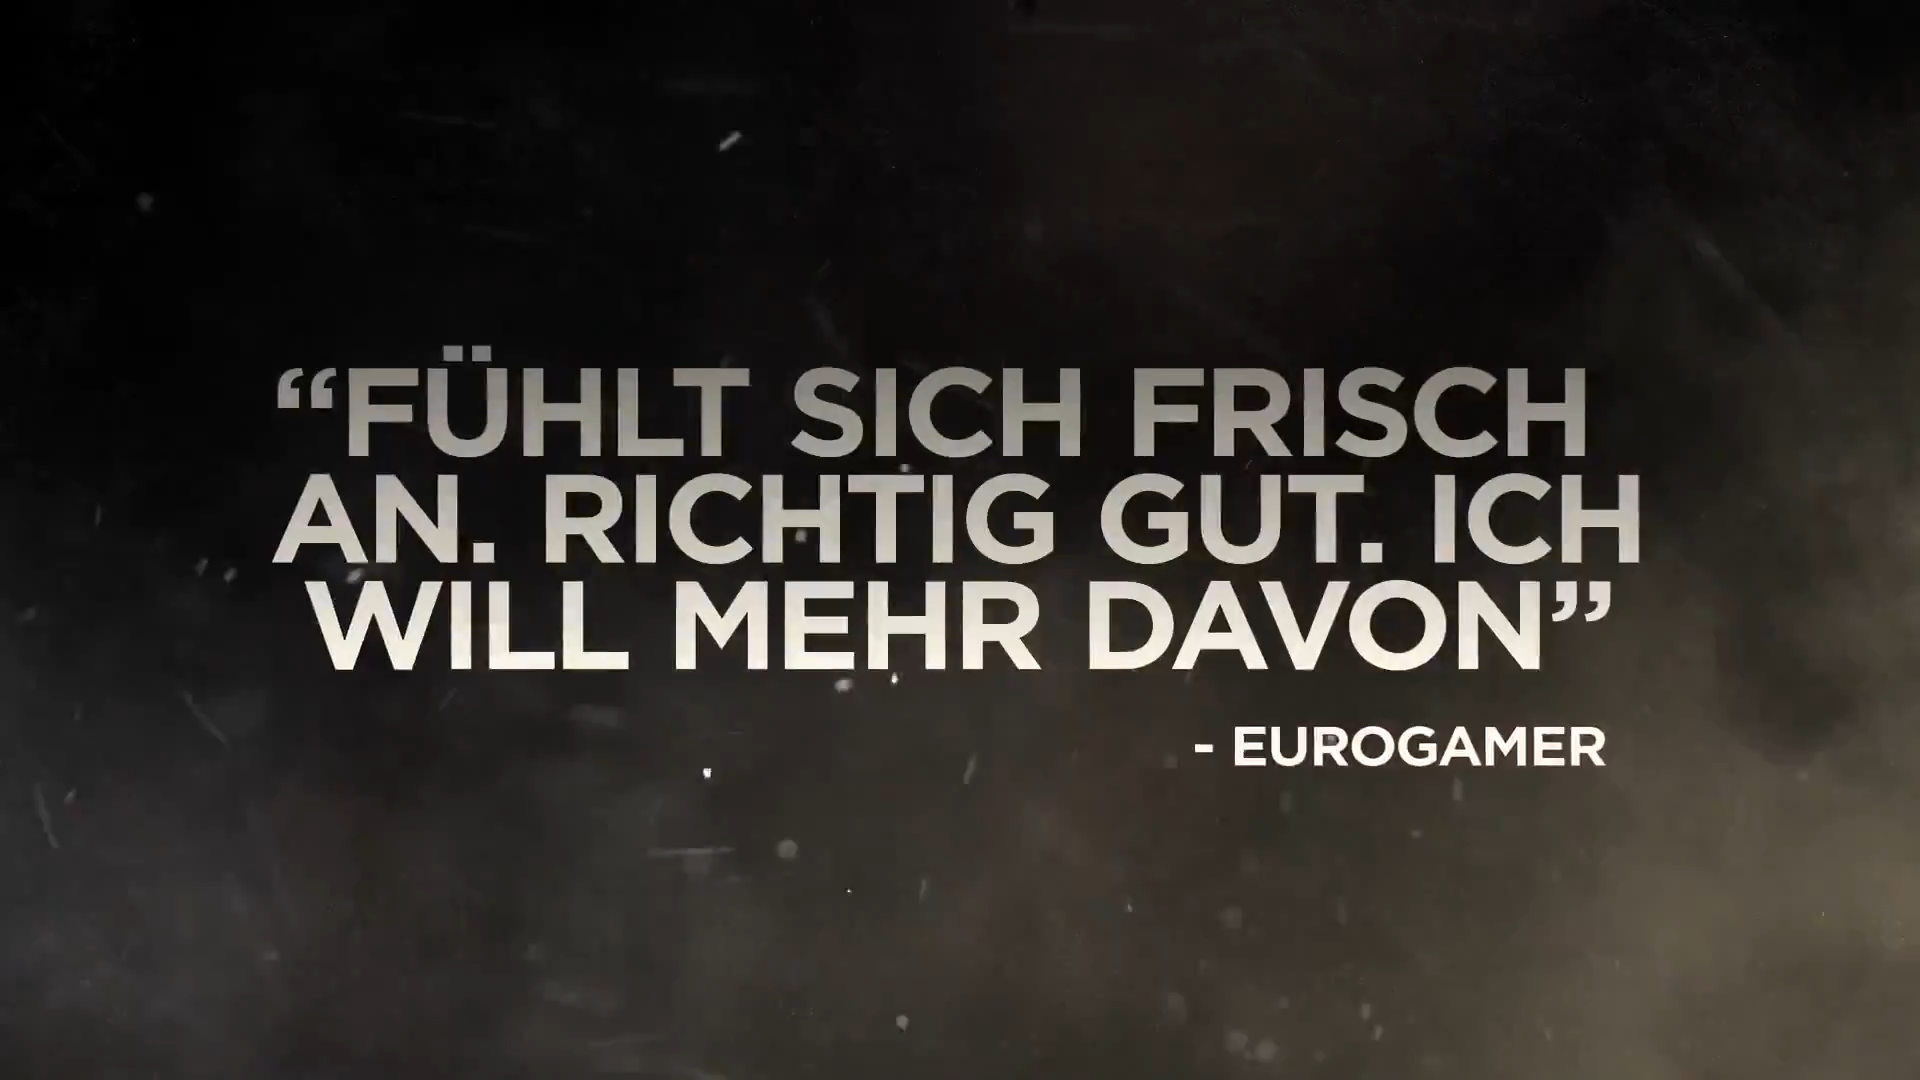 “FÜHLT SICH FRISCH
AN. RICHTIG GUT. ICH
WILL MEHR DAVON”
- EUROGAMER